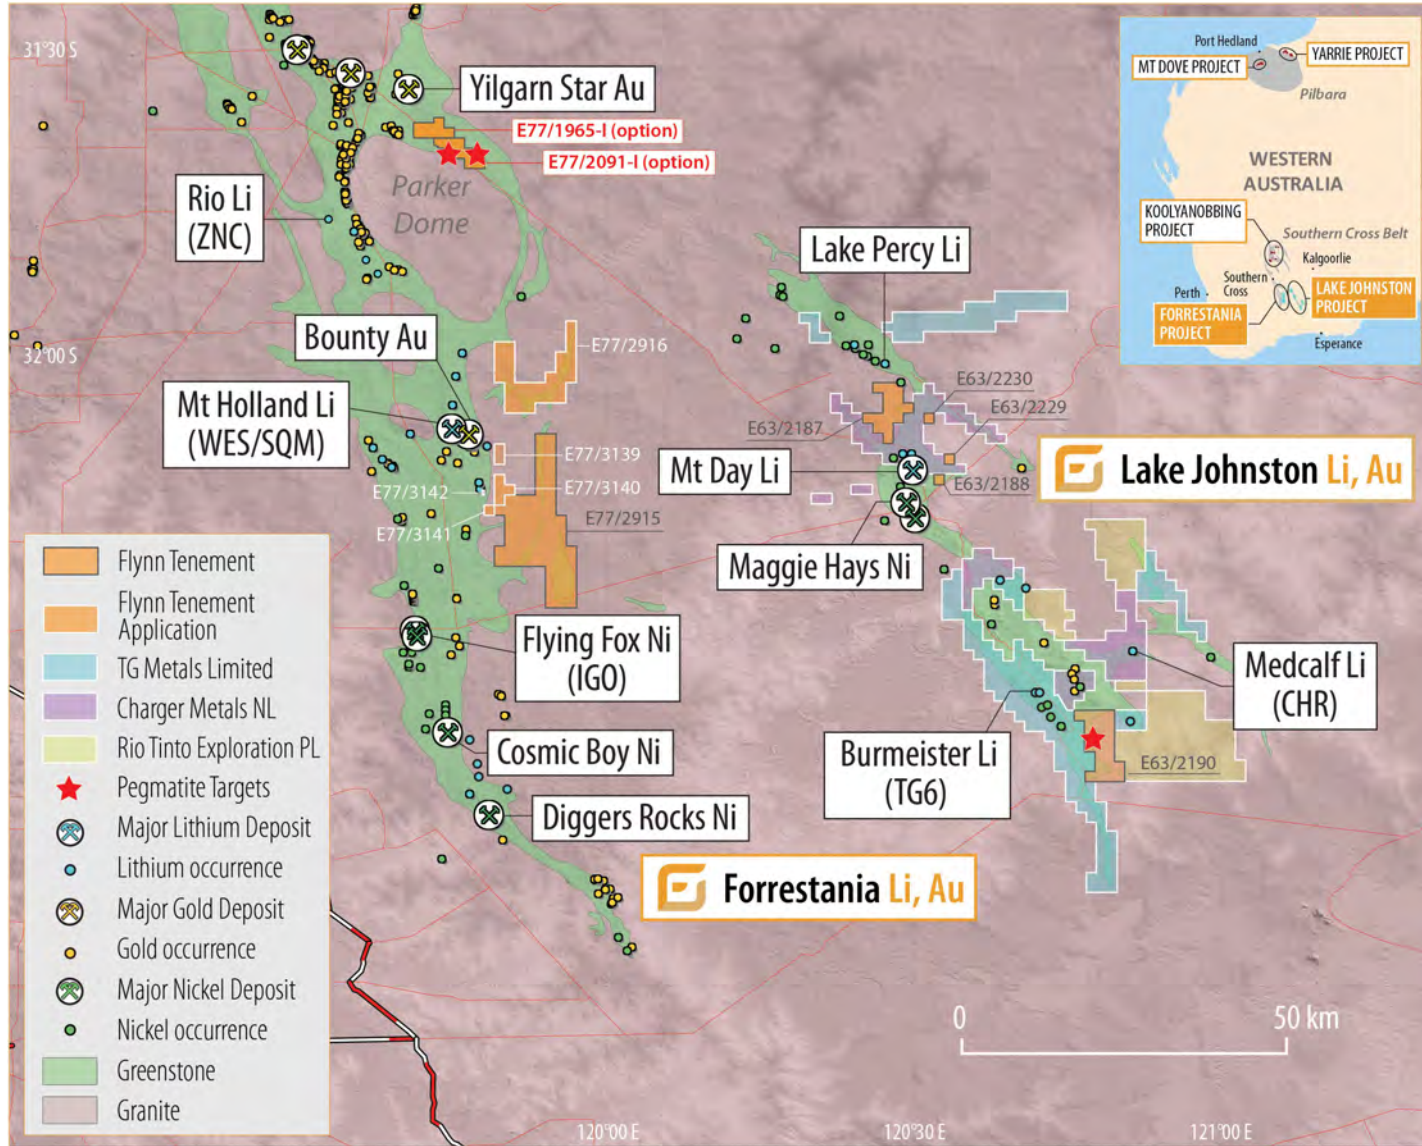 31°30 S
32°00 S
120°00 E
120°30 E
121°00 E
Yilgarn Star Au
E77/1965-I (option)
E77/2091-I (option)
Parker
Dome
Rio Li
(ZNC)
Lake Percy Li
Bounty Au
E77/2916
Mt Holland Li
(WES/SQM)
E63/2230
E63/2229
E63/2187
E77/3139
Mt Day Li
E77/3142
E77/3140
E63/2188
E77/3141
E77/2915
Lake Johnston Li, Au
Maggie Hays Ni
Flying Fox Ni
(IGO)
Medcalf Li
(CHR)
Cosmic Boy Ni
Burmeister Li
(TG6)
E63/2190
Diggers Rocks Ni
Forrestania Li, Au
0
50 km
Flynn Tenement
Flynn Tenement
Application
TG Metals Limited
Charger Metals NL
Rio Tinto Exploration PL
Pegmatite Targets
Major Lithium Deposit
Lithium occurrence
Major Gold Deposit
Gold occurrence
Major Nickel Deposit
Nickel occurrence
Greenstone
Granite
Port Hedland
YARRIE PROJECT
MT DOVE PROJECT
Pilbara
WESTERN
AUSTRALIA
KOOLYANOBBING
PROJECT
Southern Cross Belt
Kalgoorlie
Southern
Cross
Perth
LAKE JOHNSTON
PROJECT
FORRESTANIA
PROJECT
Esperance